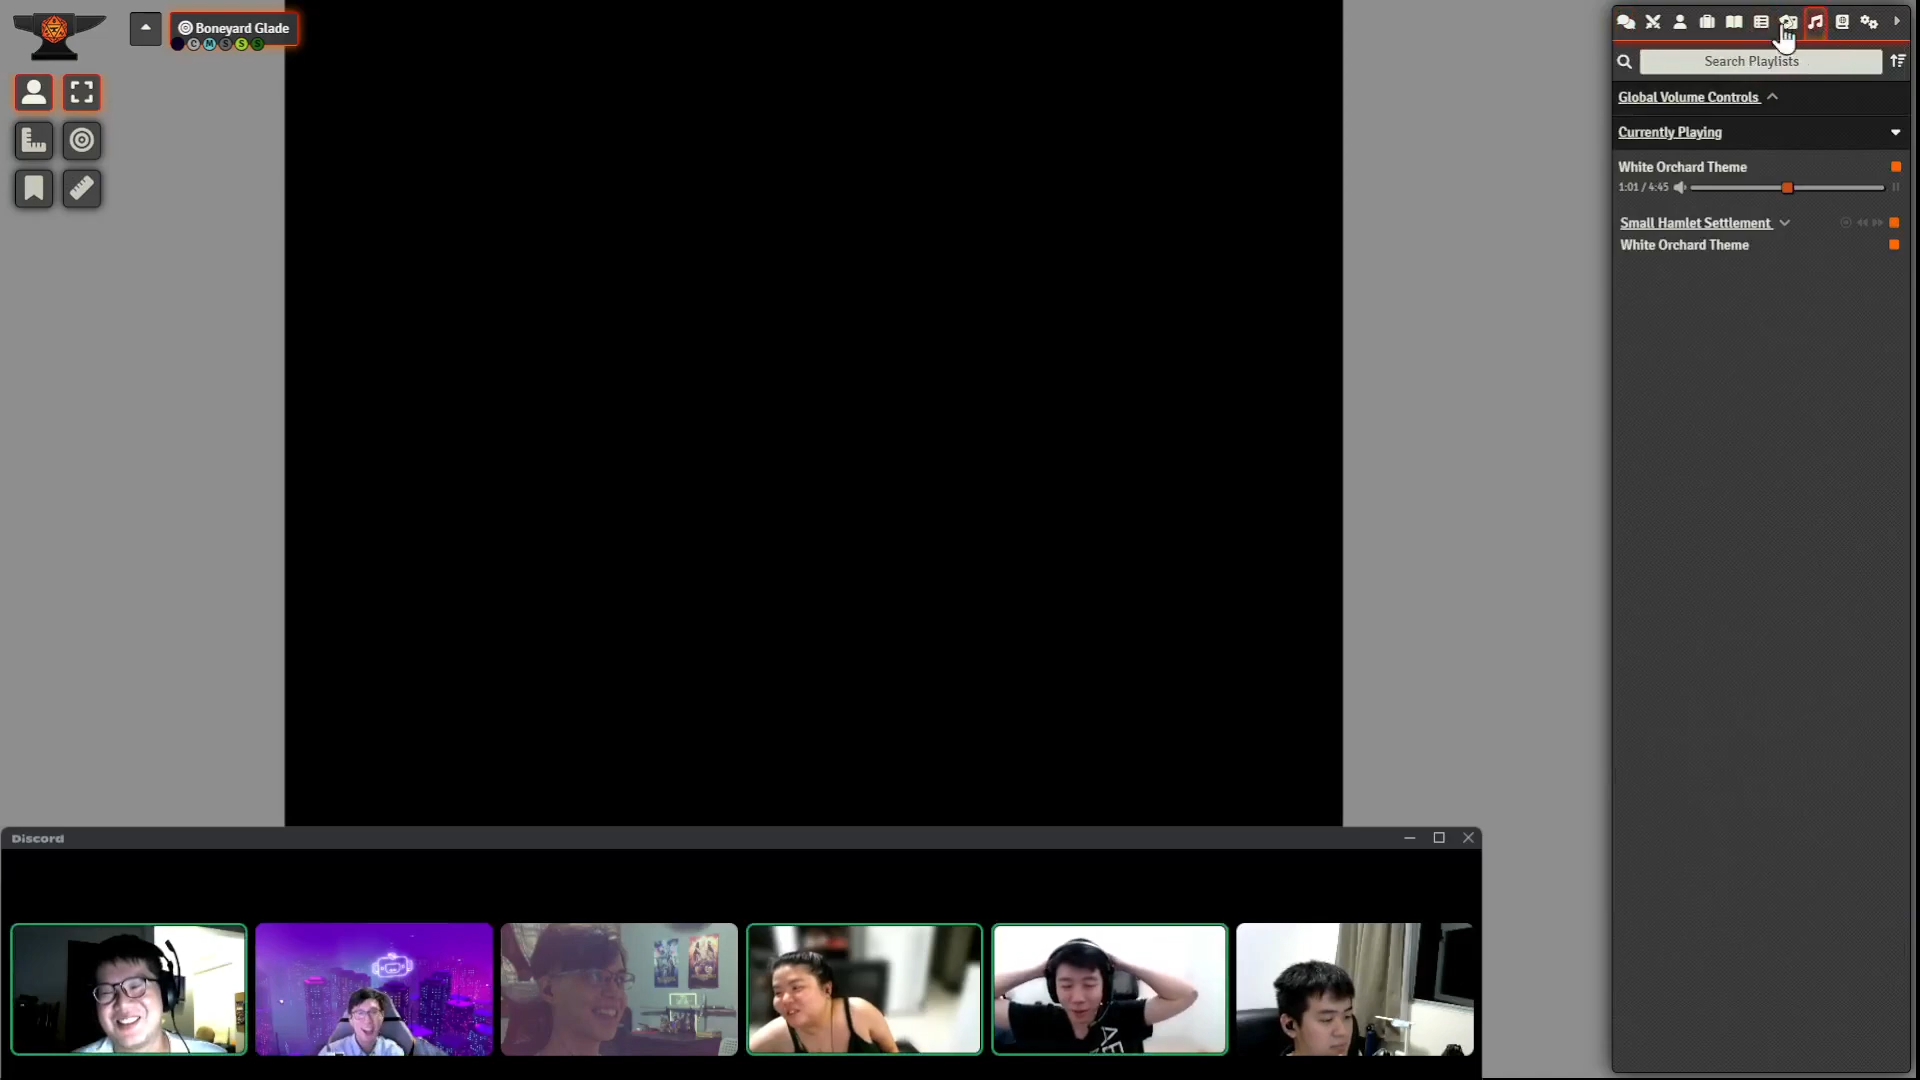 Boneyard Glade
C M S S S
Search Playlists
Global Volume Controls
Currently Playing
White Orchard Theme
1:01 / 4:45
Small Hamlet Settlement
White Orchard Theme
Discord